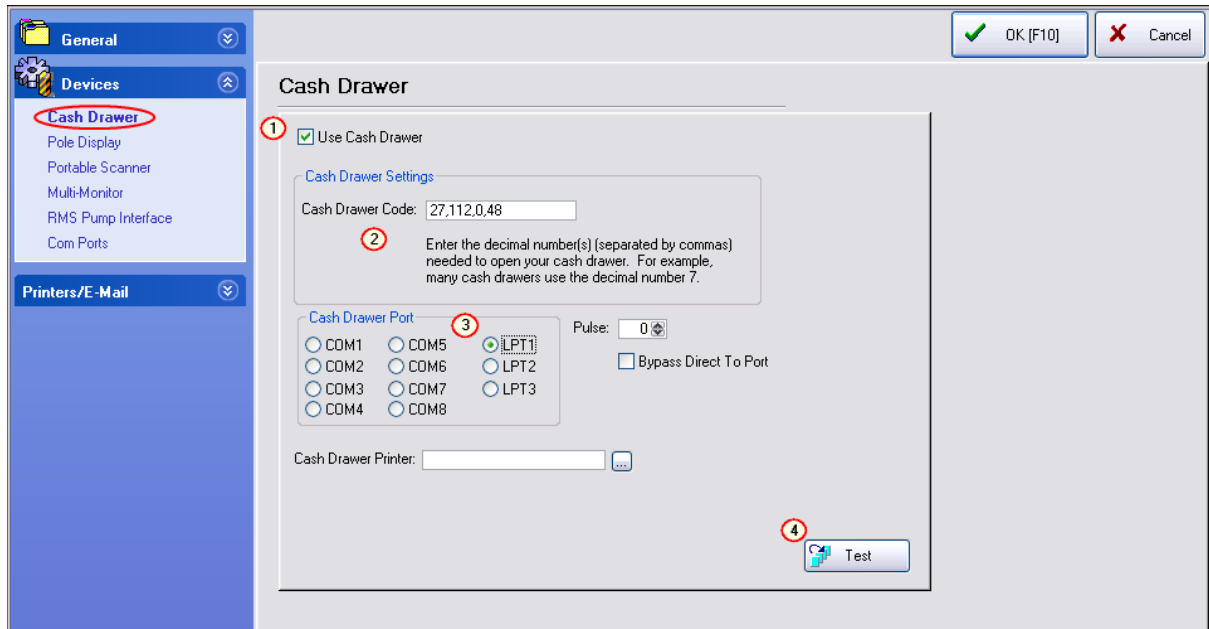 General
Devices
Cash Drawer
Pole Display
Portable Scanner
Multi-Monitor
RMS Pump Interface
Com Ports
Printers/E-Mail
OK [F10]
Cancel
Cash Drawer
1
Use Cash Drawer
Cash Drawer Settings
Cash Drawer Code: 27,112,0,48
2
Enter the decimal number(s) (separated by commas)
needed to open your cash drawer. For example,
many cash drawers use the decimal number 7.
Cash Drawer Port
3
COM1 COM5 LPT1
COM2 COM6 LPT2
COM3 COM7 LPT3
COM4 COM8
Pulse: 0
Bypass Direct To Port
Cash Drawer Printer: ...
4
Test